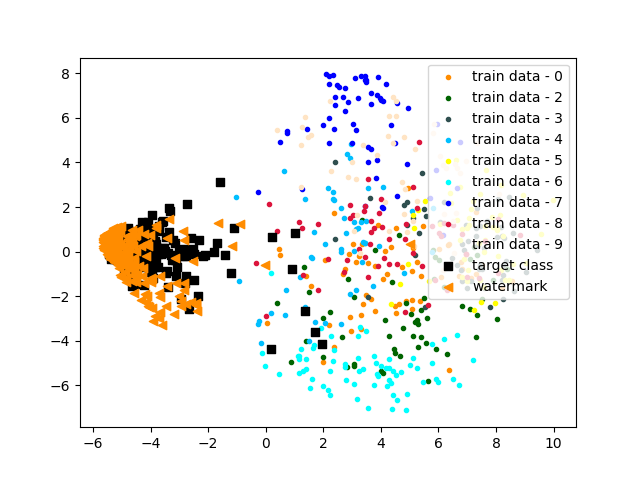 8
6
4
2
0
−2
−4
−6
−6
−4
−2
0
2
4
6
8
10
train data - 0
train data - 2
train data - 3
train data - 4
train data - 5
train data - 6
train data - 7
train data - 8
train data - 9
target class
watermark